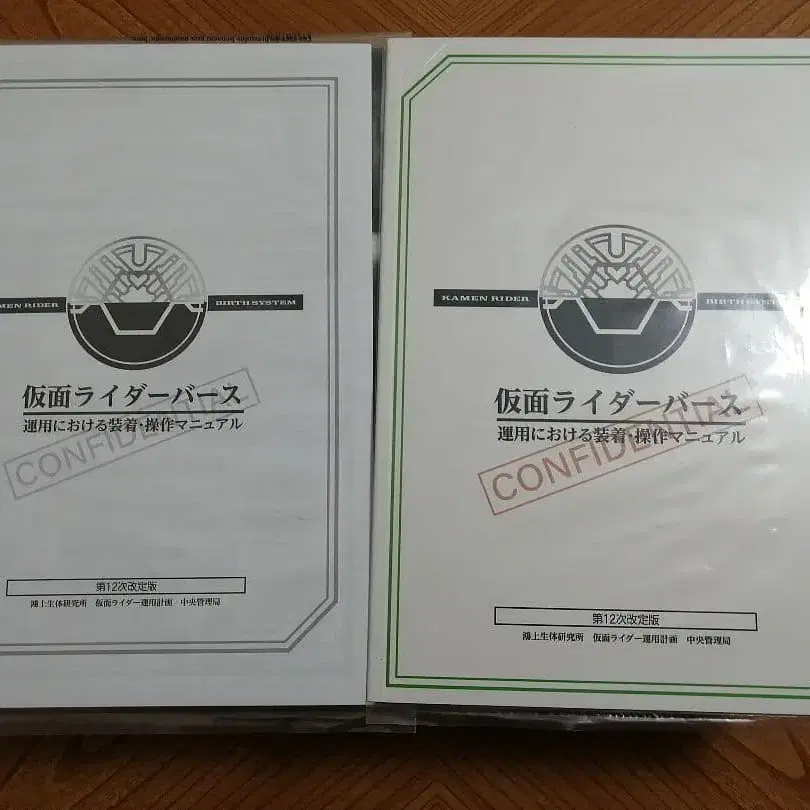 MEN RIDER BIRTH SYSTEM
仮面ライダーバース
運用における装着・操作マニュアル
CONFIDENTIAL
第12次改定版
鴻上生体研究所 仮面ライダー運用計画 中央管理局
KAMEN RIDER BIRTH SYST
仮面ライダーバース
運用における装着・操作マニュアル
CONFIDENTIAL
第12次改定版
鴻上生体研究所 仮面ライダー運用計画 中央管理局